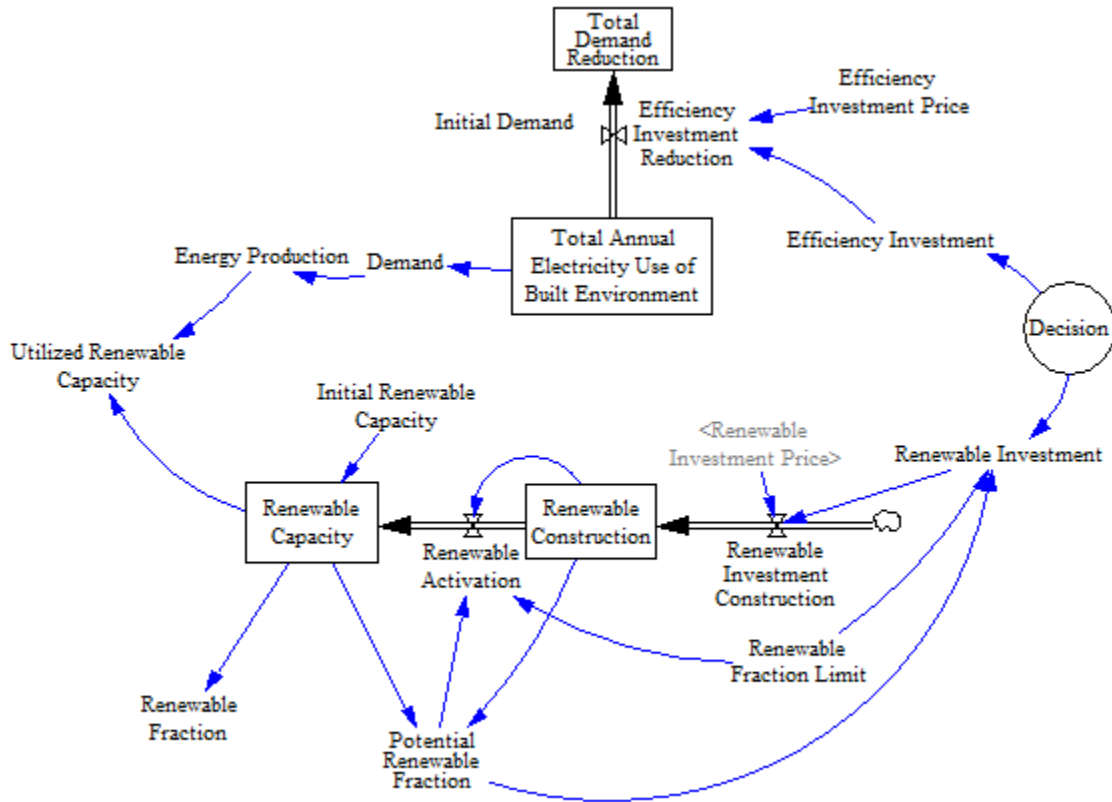 Total
Demand
Reduction
Efficiency
Investment Price
Initial Demand
Efficiency
Investment
Reduction
Total Annual
Electricity Use of
Built Environment
Efficiency Investment
Energy Production
Demand
Decision
Utilized Renewable
Capacity
Initial Renewable
Capacity
<Renewable
Investment Price>
Renewable Investment
Renewable
Capacity
Renewable
Activation
Renewable
Construction
Renewable
Investment
Construction
Renewable
Fraction Limit
Renewable
Fraction
Potential
Renewable
Fraction